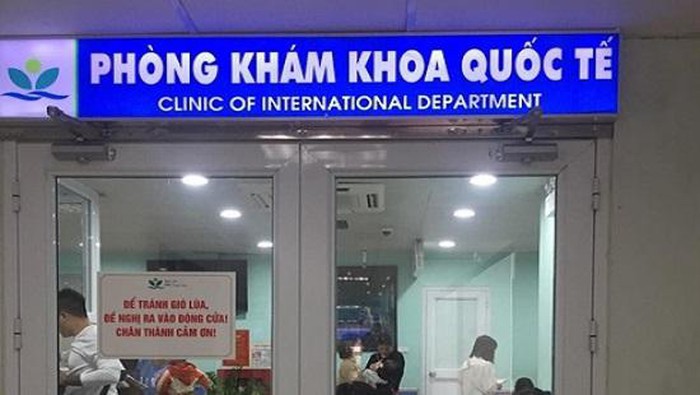 PHÒNG KHÁM KHOA QUỐC TẾ
CLINIC OF INTERNATIONAL DEPARTMENT
ĐỂ TRÁNH GIÓ LÙA,
ĐỀ NGHỊ RA VÀO ĐÓNG CỬA!
CHÂN THÀNH CẢM ƠN!